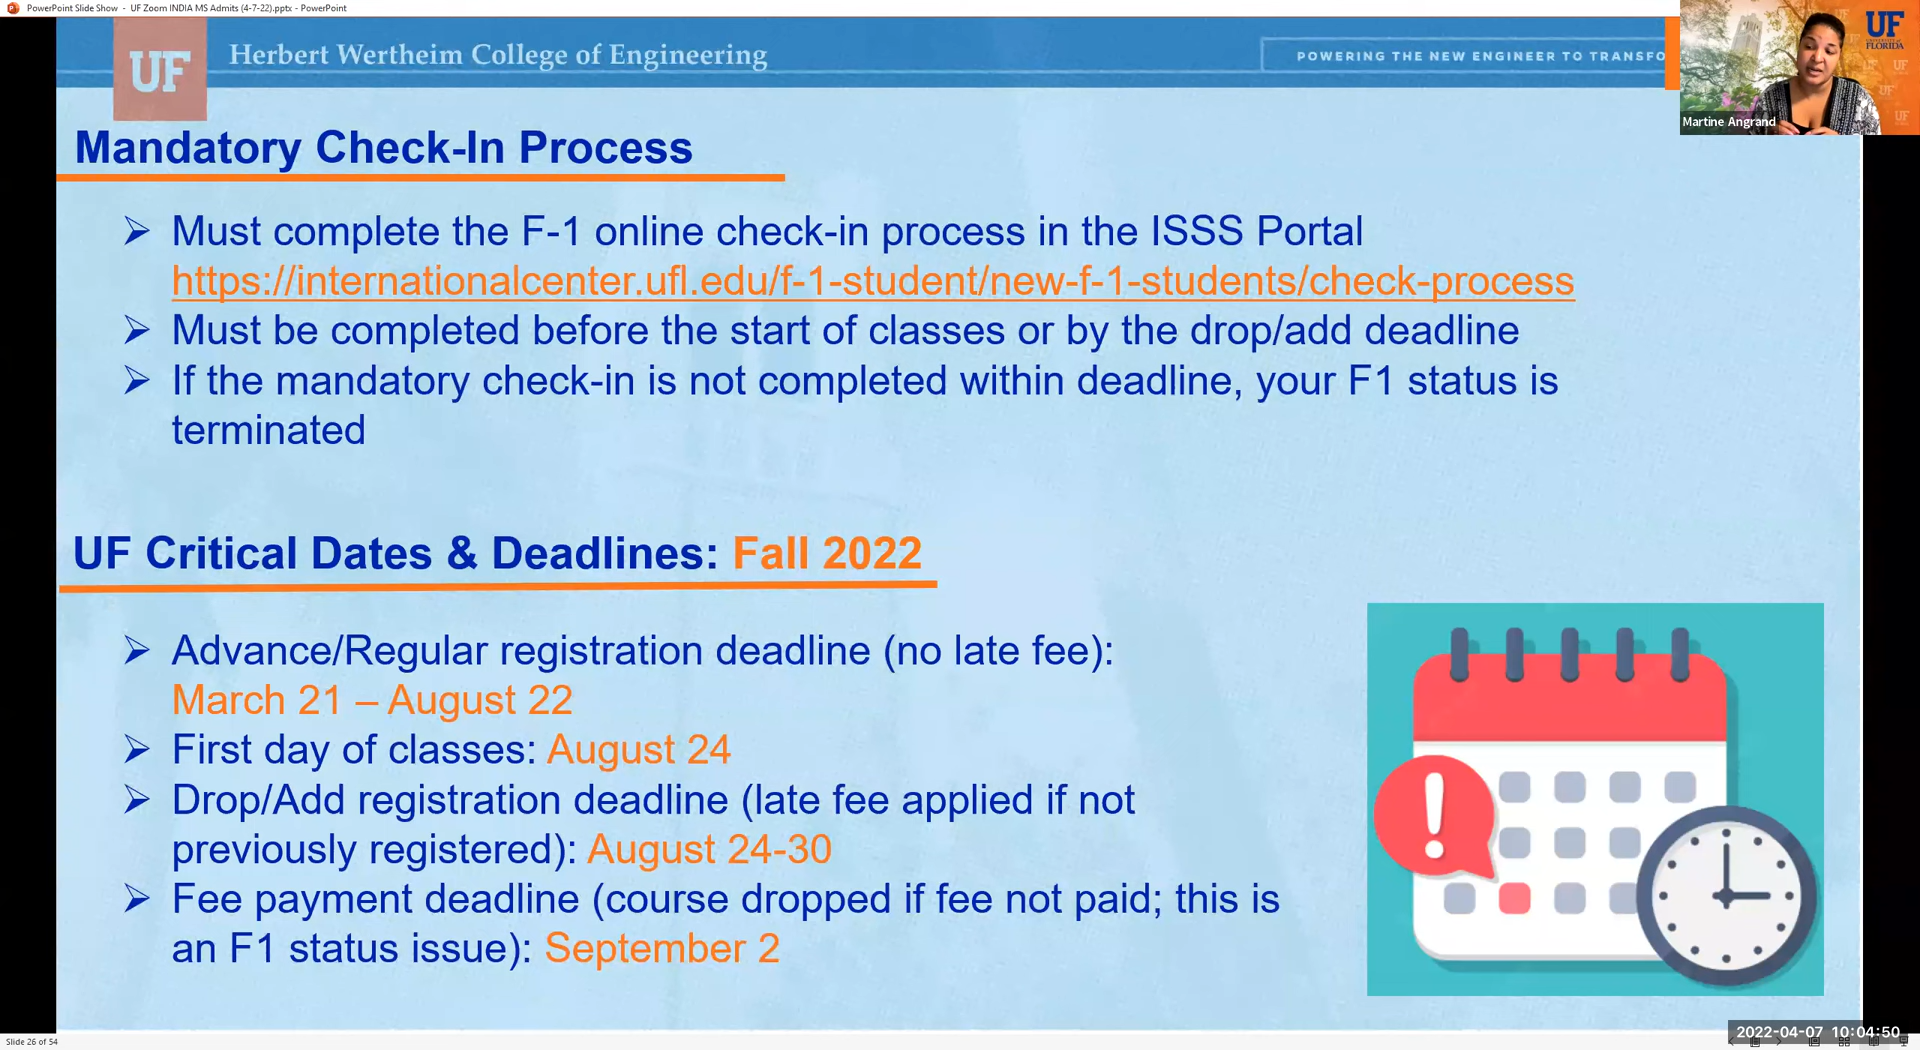 PowerPoint Slide Show - UF Zoom INDIA MS Admits (4-7-22).pptx - PowerPoint
UF Herbert Wertheim College of Engineering
POWERING THE NEW ENGINEER TO TRANSFO
UF
FLORIDA
Martine Angrand
Mandatory Check-In Process
➢ Must complete the F-1 online check-in process in the ISSS Portal
https://internationalcenter.ufl.edu/f-1-student/new-f-1-students/check-process
➢ Must be completed before the start of classes or by the drop/add deadline
➢ If the mandatory check-in is not completed within deadline, your F1 status is
terminated
UF Critical Dates & Deadlines: Fall 2022
➢ Advance/Regular registration deadline (no late fee):
March 21 – August 22
➢ First day of classes: August 24
➢ Drop/Add registration deadline (late fee applied if not
previously registered): August 24-30
➢ Fee payment deadline (course dropped if fee not paid; this is
an F1 status issue): September 2
Slide 26 of 54
2022-04-07 10:04:50